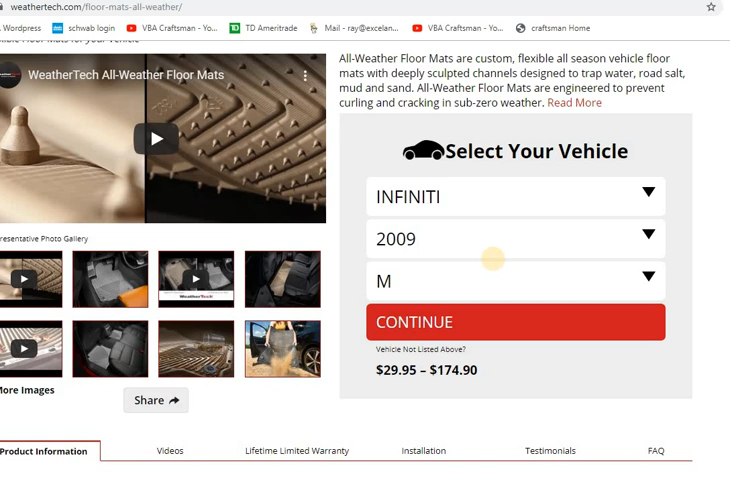 weathertech.com/floor-mats-all-weather/
Wordpress
schwab login
VBA Craftsman - Yo...
TD Ameritrade
Mail - ray@excelan...
VBA Craftsman - Yo...
craftsman Home
WeatherTech All-Weather Floor Mats
All-Weather Floor Mats are custom, flexible all season vehicle floor
mats with deeply sculpted channels designed to trap water, road salt,
mud and sand. All-Weather Floor Mats are engineered to prevent
curling and cracking in sub-zero weather. Read More
Select Your Vehicle
INFINITI
2009
M
CONTINUE
Vehicle Not Listed Above?
$29.95 – $174.90
resentative Photo Gallery
WeatherTech
More Images
Share
Product Information
Videos
Lifetime Limited Warranty
Installation
Testimonials
FAQ